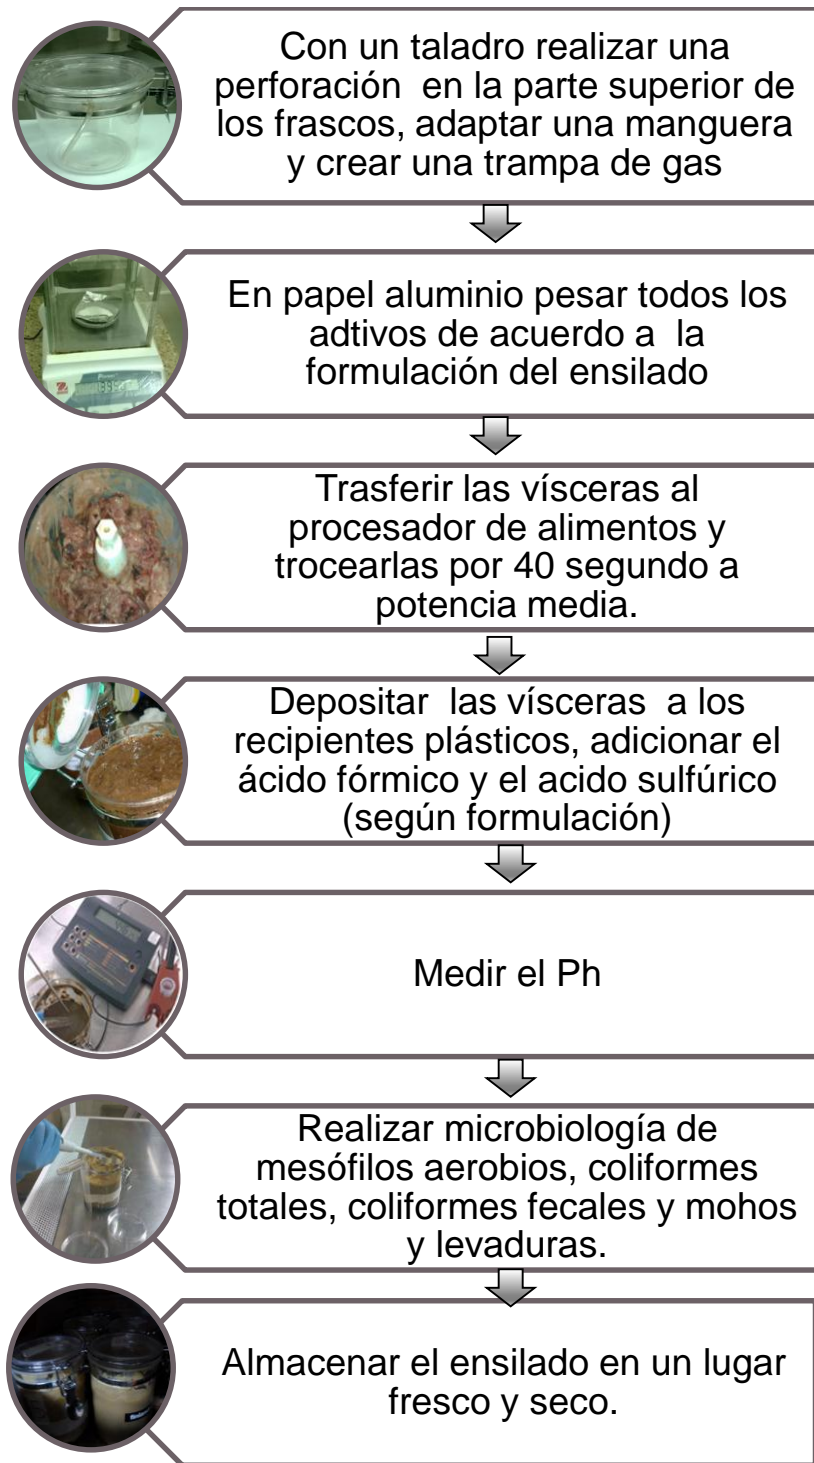 Con un taladro realizar una
perforación en la parte superior de
los frascos, adaptar una manguera
y crear una trampa de gas
En papel aluminio pesar todos los
adtivos de acuerdo a la
formulación del ensilado
Trasferir las vísceras al
procesador de alimentos y
trocearlas por 40 segundo a
potencia media.
Depositar las vísceras a los
recipientes plásticos, adicionar el
ácido fórmico y el acido sulfúrico
(según formulación)
Medir el Ph
Realizar microbiología de
mesófilos aerobios, coliformes
totales, coliformes fecales y mohos
y levaduras.
Almacenar el ensilado en un lugar
fresco y seco.